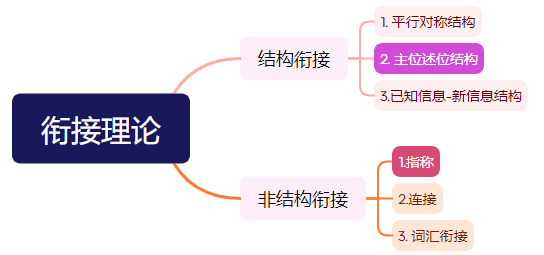 衔接理论
结构衔接
1. 平行对称结构
2. 主位述位结构
3.已知信息-新信息结构
非结构衔接
1.指称
2.连接
3. 词汇衔接